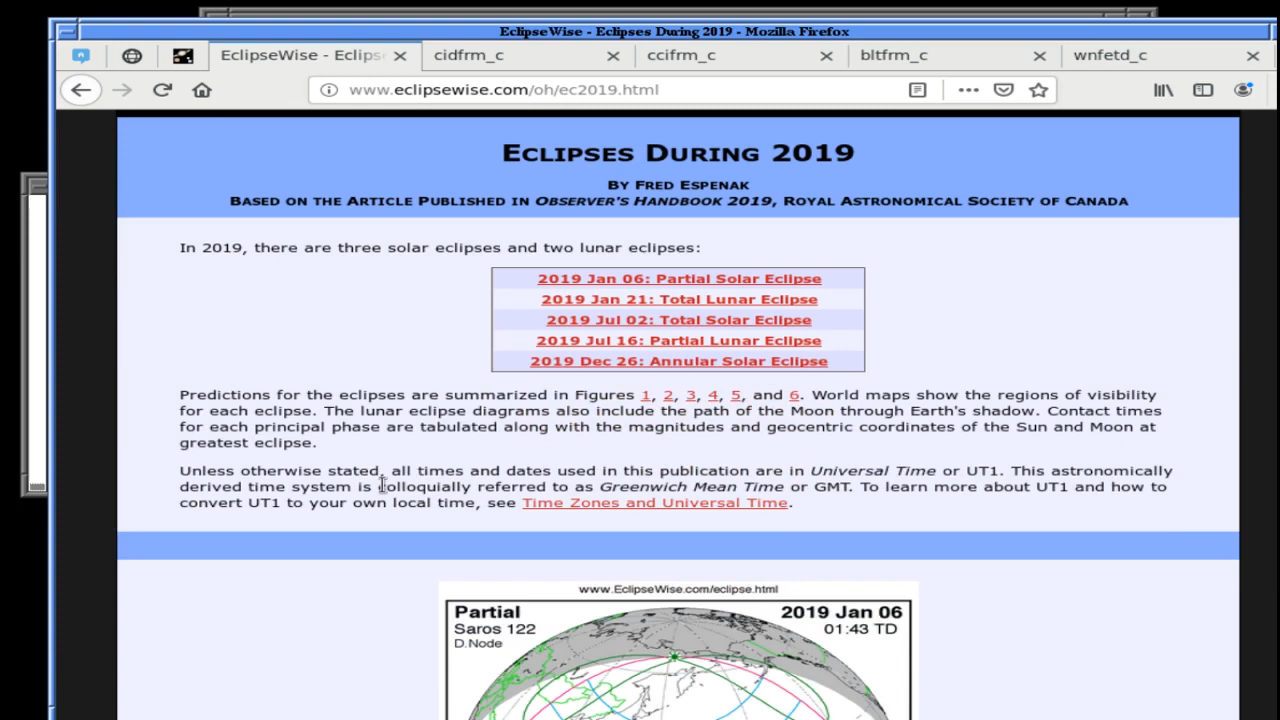 EclipseWise - Eclipses During 2019 - Mozilla Firefox
EclipseWise - Eclips
cidfrm_c
ccifrm_c
bltfrm_c
wnfetd_c
www.eclipsewise.com/oh/ec2019.html
ECLIPSES DURING 2019
BY FRED ESPENAK
BASED ON THE ARTICLE PUBLISHED IN OBSERVER'S HANDBOOK 2019, ROYAL ASTRONOMICAL SOCIETY OF CANADA
In 2019, there are three solar eclipses and two lunar eclipses:
2019 Jan 06: Partial Solar Eclipse
2019 Jan 21: Total Lunar Eclipse
2019 Jul 02: Total Solar Eclipse
2019 Jul 16: Partial Lunar Eclipse
2019 Dec 26: Annular Solar Eclipse
Predictions for the eclipses are summarized in Figures 1, 2, 3, 4, 5, and 6. World maps show the regions of visibility
for each eclipse. The lunar eclipse diagrams also include the path of the Moon through Earth's shadow. Contact times
for each principal phase are tabulated along with the magnitudes and geocentric coordinates of the Sun and Moon at
greatest eclipse.
Unless otherwise stated, all times and dates used in this publication are in Universal Time or UT1. This astronomically
derived time system is colloquially referred to as Greenwich Mean Time or GMT. To learn more about UT1 and how to
convert UT1 to your own local time, see Time Zones and Universal Time.
www.EclipseWise.com/eclipse.html
Partial
2019 Jan 06
Saros 122
01:43 TD
D.Node